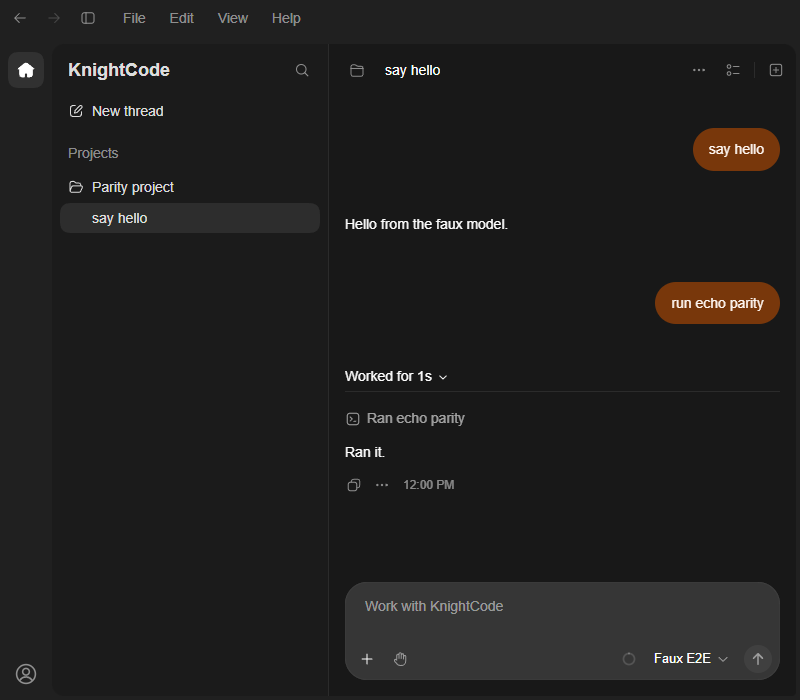 File Edit View Help
KnightCode
New thread
Projects
Parity project
say hello
say hello
say hello
Hello from the faux model.
run echo parity
Worked for 1s
Ran echo parity
Ran it.
12:00 PM
Work with KnightCode
Faux E2E